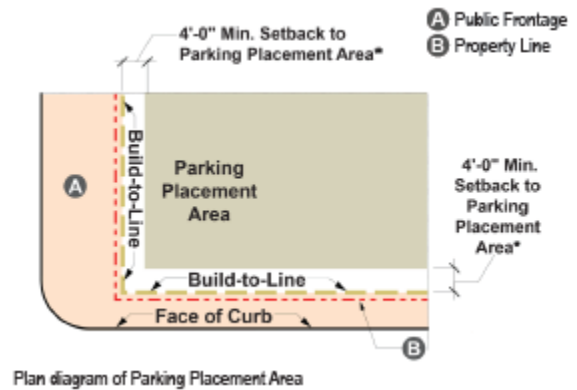 4'-0" Min. Setback to
Parking Placement Area*
A Public Frontage
B Property Line
Build-to-Line
A
Parking
Placement
Area
4'-0" Min.
Setback to
Parking
Placement
Area*
Build-to-Line
Face of Curb
B
Plan diagram of Parking Placement Area